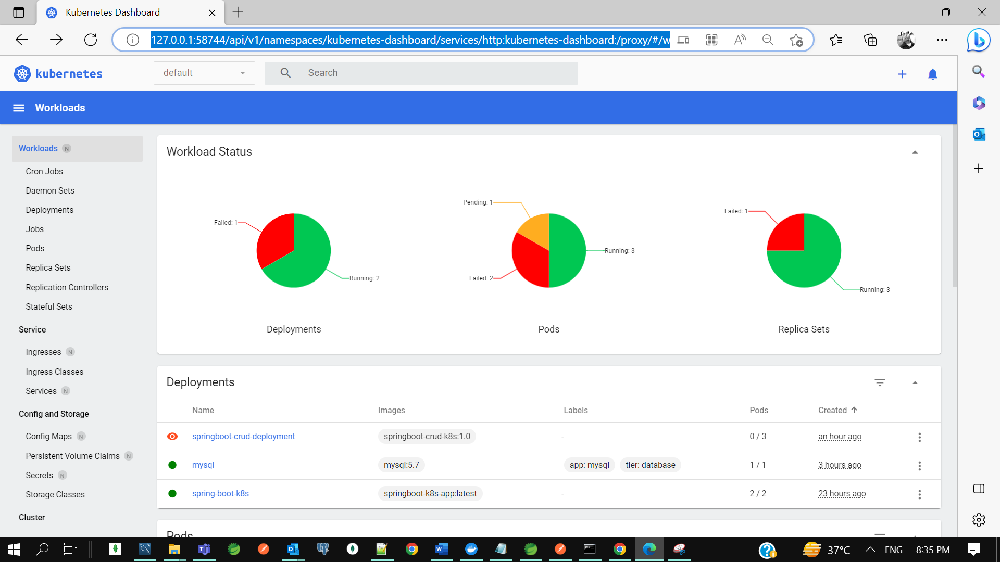 Kubernetes Dashboard
127.0.0.1:58744/api/v1/namespaces/kubernetes-dashboard/services/http:kubernetes-dashboard:/proxy/#/w
kubernetes
default
Search
Workloads
Workloads N
Cron Jobs
Daemon Sets
Deployments
Jobs
Pods
Replica Sets
Replication Controllers
Stateful Sets
Service
Ingresses N
Ingress Classes
Services N
Config and Storage
Config Maps N
Persistent Volume Claims N
Secrets N
Storage Classes
Cluster
Workload Status
Failed: 1
Running: 2
Deployments
Pending: 1
Running: 3
Failed: 2
Pods
Failed: 1
Running: 3
Replica Sets
Deployments
Name Images Labels Pods Created
springboot-crud-deployment springboot-crud-k8s:1.0 - 0 / 3 an hour ago
mysql mysql:5.7 app: mysql tier: database 1 / 1 3 hours ago
spring-boot-k8s springboot-k8s-app:latest - 2 / 2 23 hours ago
Pods
37°C ENG 8:35 PM